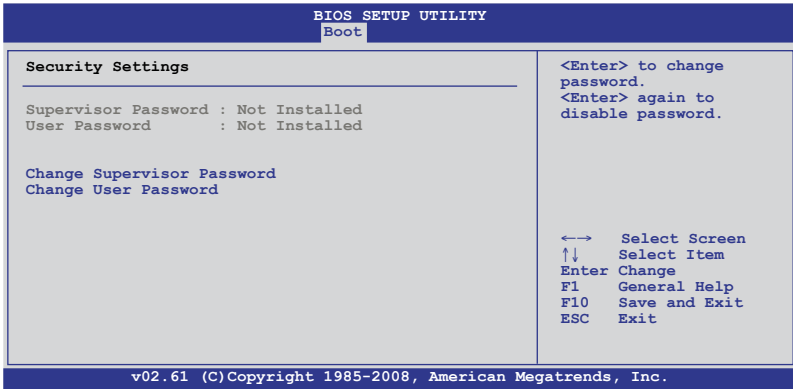 BIOS SETUP UTILITY
Boot
Security Settings
Supervisor Password : Not Installed
User Password : Not Installed
Change Supervisor Password
Change User Password
<Enter> to change
password.
<Enter> again to
disable password.
←→ Select Screen
↑↓ Select Item
Enter Change
F1 General Help
F10 Save and Exit
ESC Exit
v02.61 (C)Copyright 1985-2008, American Megatrends, Inc.